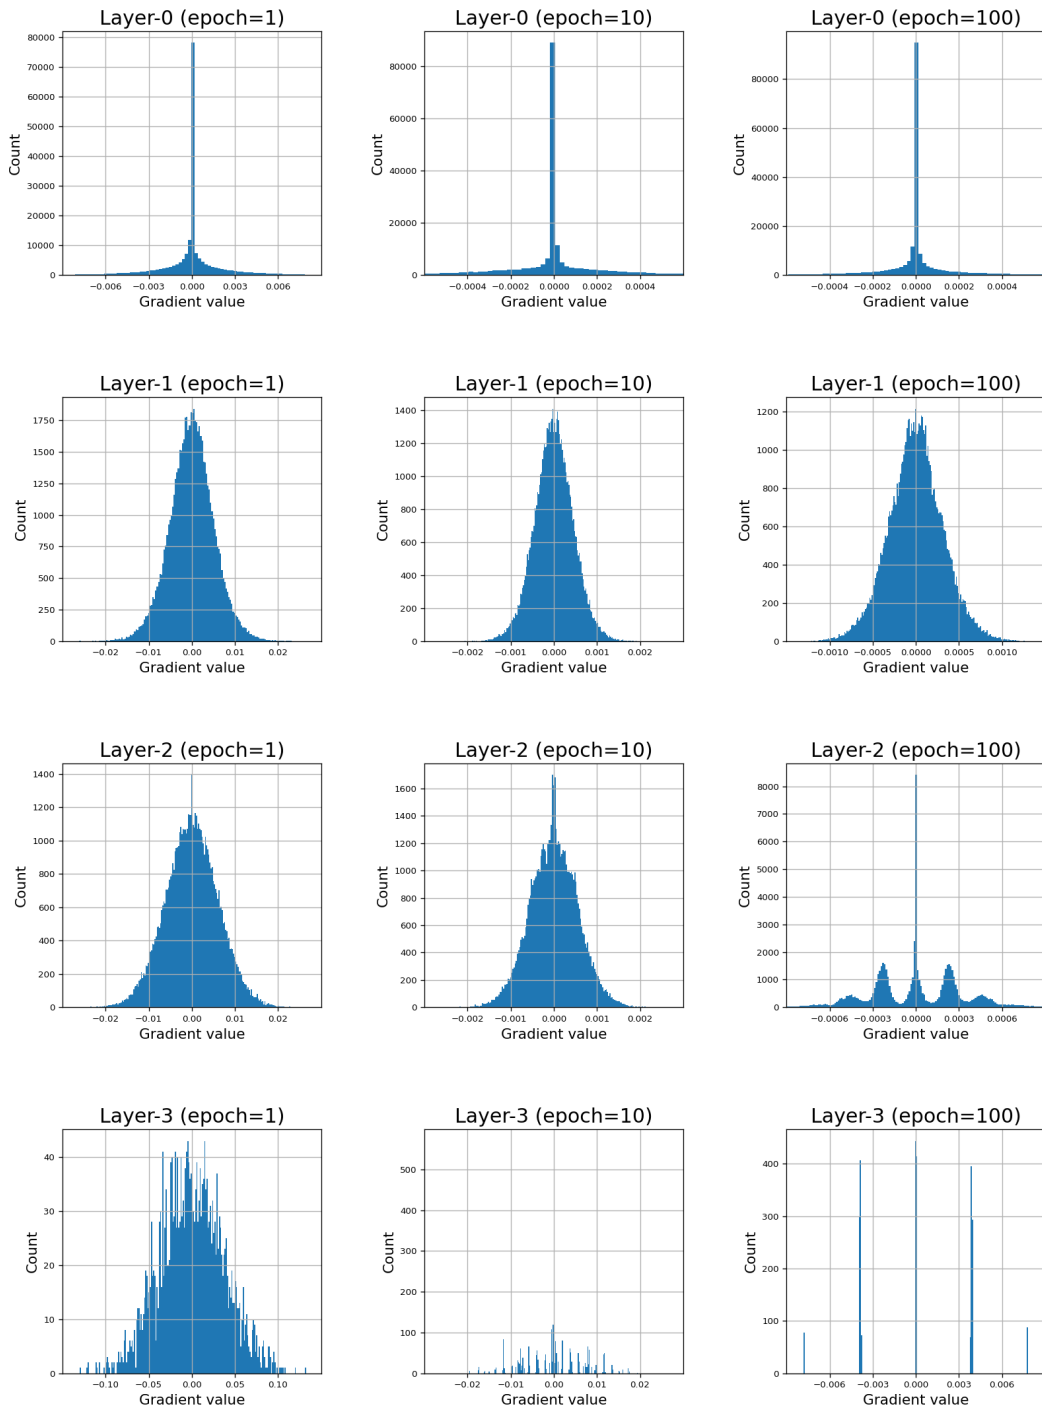 Layer-0 (epoch=1)
80000
70000
60000
50000
40000
30000
20000
10000
0
Count
−0.006 −0.003 0.000 0.003 0.006
Gradient value
Layer-0 (epoch=10)
80000
60000
40000
20000
0
Count
−0.0004 −0.0002 0.0000 0.0002 0.0004
Gradient value
Layer-0 (epoch=100)
80000
60000
40000
20000
0
Count
−0.0004 −0.0002 0.0000 0.0002 0.0004
Gradient value
Layer-1 (epoch=1)
1750
1500
1250
1000
750
500
250
0
Count
−0.02 −0.01 0.00 0.01 0.02
Gradient value
Layer-1 (epoch=10)
1400
1200
1000
800
600
400
200
0
Count
−0.002 −0.001 0.000 0.001 0.002
Gradient value
Layer-1 (epoch=100)
1200
1000
800
600
400
200
0
Count
−0.0010 −0.0005 0.0000 0.0005 0.0010
Gradient value
Layer-2 (epoch=1)
1400
1200
1000
800
600
400
200
0
Count
−0.02 −0.01 0.00 0.01 0.02
Gradient value
Layer-2 (epoch=10)
1600
1400
1200
1000
800
600
400
200
0
Count
−0.002 −0.001 0.000 0.001 0.002
Gradient value
Layer-2 (epoch=100)
8000
7000
6000
5000
4000
3000
2000
1000
0
Count
−0.0006 −0.0003 0.0000 0.0003 0.0006
Gradient value
Layer-3 (epoch=1)
40
30
20
10
0
Count
−0.10 −0.05 0.00 0.05 0.10
Gradient value
Layer-3 (epoch=10)
500
400
300
200
100
0
Count
−0.02 −0.01 0.00 0.01 0.02
Gradient value
Layer-3 (epoch=100)
400
300
200
100
0
Count
−0.006 −0.003 0.000 0.003 0.006
Gradient value